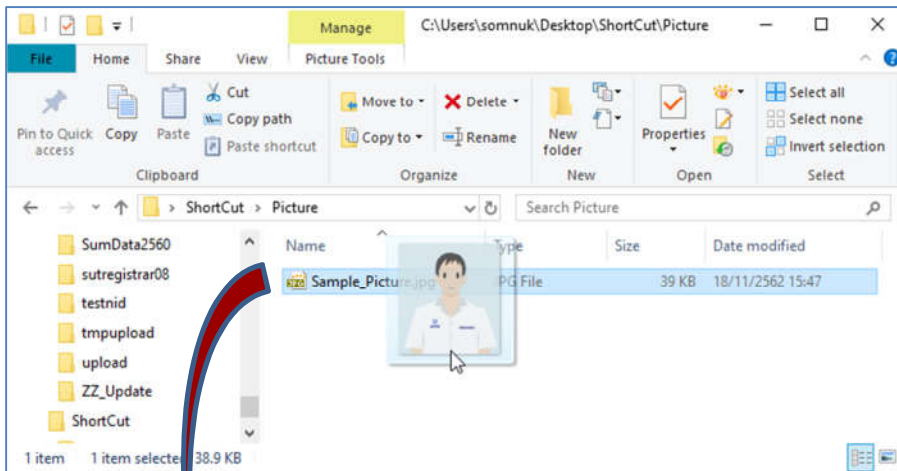 Manage C:\Users\somnuk\Desktop\ShortCut\Picture
File Home Share View Picture Tools
Pin to Quick access
Copy
Paste
Cut
Copy path
Paste shortcut
Clipboard
Move to
Copy to
Delete
Rename
Organize
New folder
New
Properties
Open
Select all
Select none
Invert selection
Select
ShortCut > Picture
Search Picture
Name Type Size Date modified
Sample_Picture.jpg JPG File 39 KB 18/11/2562 15:47
SumData2560
sutregistrar08
testnid
tmpupload
upload
ZZ_Update
ShortCut
1 item 1 item selected 38.9 KB